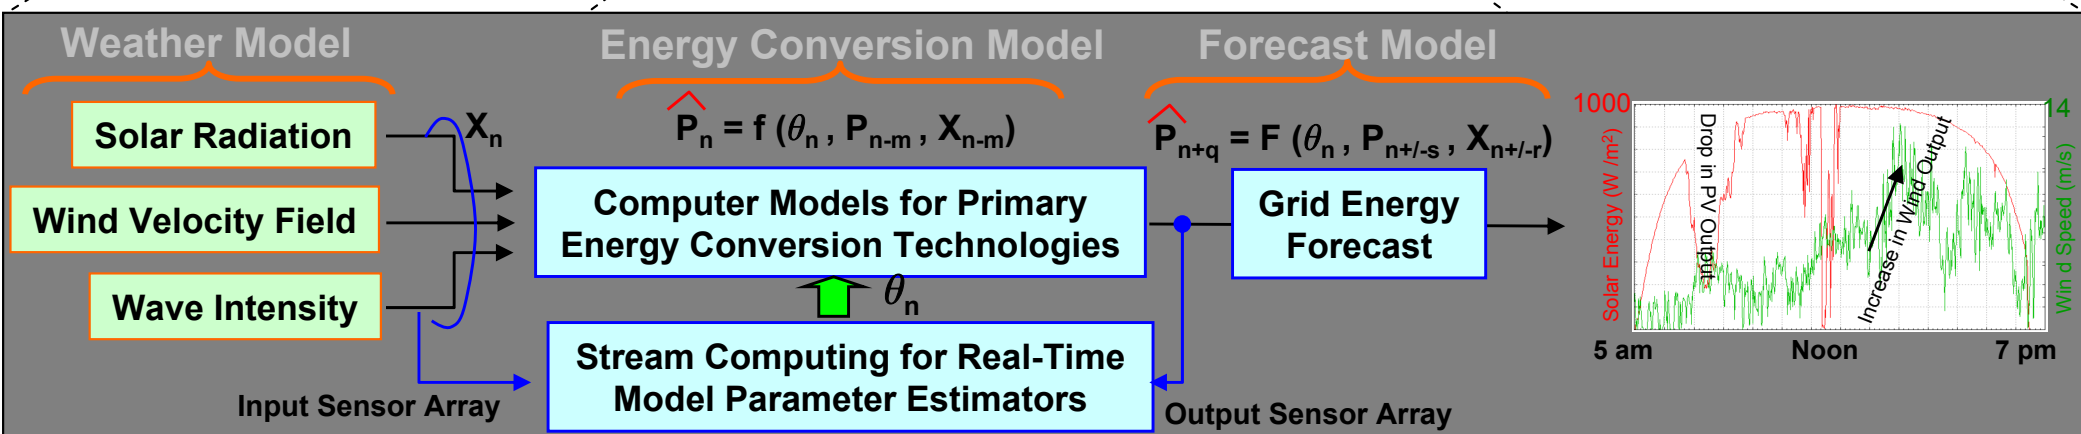 Weather Model
Energy Conversion Model
Forecast Model
Solar Radiation
Wind Velocity Field
Wave Intensity
Xn
P̂n = f (θn , Pn-m , Xn-m)
P̂n+q = F (θn , Pn+/-s , Xn+/-r)
Computer Models for Primary
Energy Conversion Technologies
Grid Energy
Forecast
θn
Stream Computing for Real-Time
Model Parameter Estimators
Input Sensor Array
Output Sensor Array
1000
14
Solar Energy (W /m²)
Drop in PV Output
Increase in Wind Output
Win d Speed (m/s)
5 am
Noon
7 pm